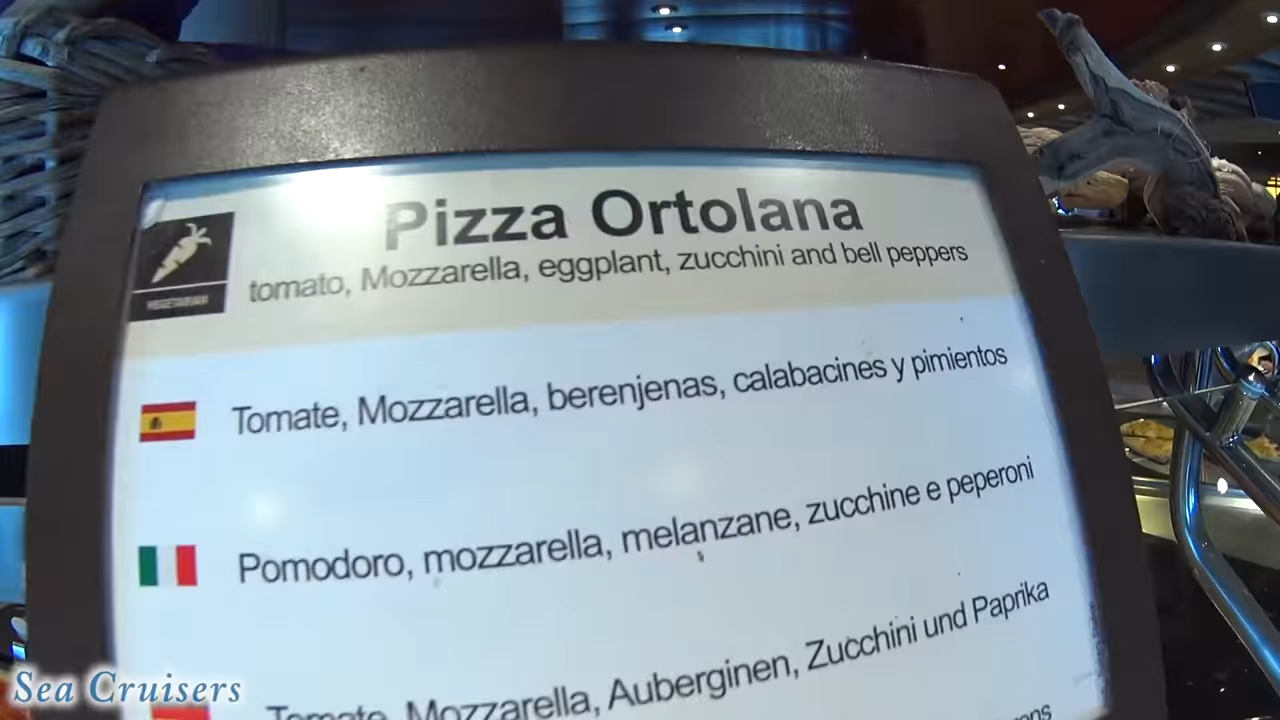 Pizza Ortolana
tomato, Mozzarella, eggplant, zucchini and bell peppers
VEGETARIAN
Tomate, Mozzarella, berenjenas, calabacines y pimientos
Pomodoro, mozzarella, melanzane, zucchine e peperoni
Tomate, Mozzarella, Auberginen, Zucchini und Paprika
Sea Cruisers